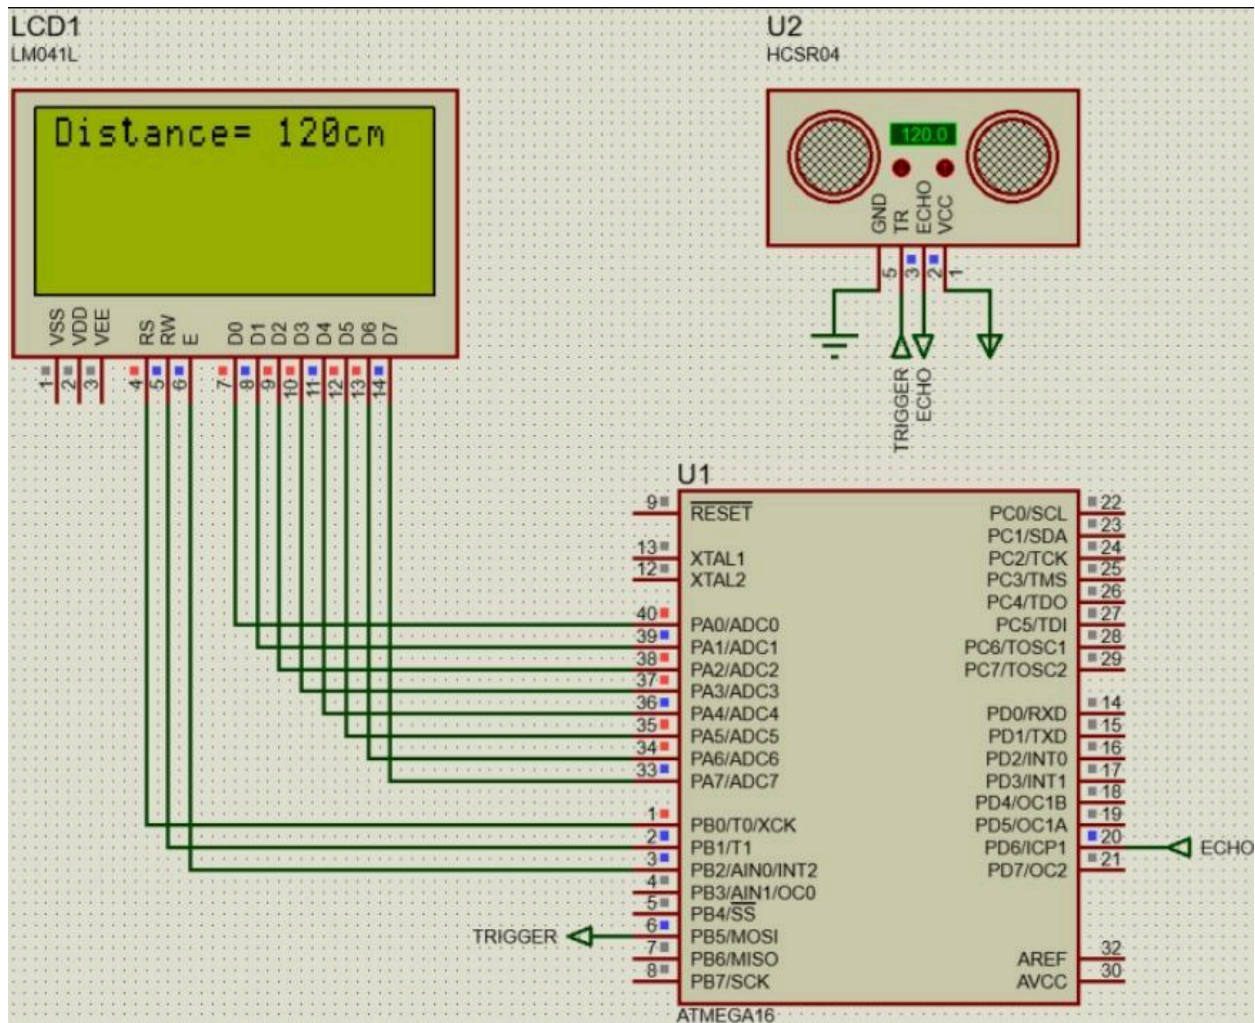 LCD1
LM041L
Distance= 120cm
VSS
VDD
VEE
RS
RW
E
D0
D1
D2
D3
D4
D5
D6
D7
1
2
3
4
5
6
7
8
9
10
11
12
13
14
U2
HCSR04
120.0
GND
TR
ECHO
VCC
5
3
2
1
TRIGGER
ECHO
U1
9
RESET
13
XTAL1
12
XTAL2
40
PA0/ADC0
39
PA1/ADC1
38
PA2/ADC2
37
PA3/ADC3
36
PA4/ADC4
35
PA5/ADC5
34
PA6/ADC6
33
PA7/ADC7
1
PB0/T0/XCK
2
PB1/T1
3
PB2/AIN0/INT2
4
PB3/AIN1/OC0
5
PB4/SS
6
TRIGGER
PB5/MOSI
7
PB6/MISO
8
PB7/SCK
PC0/SCL
22
PC1/SDA
23
PC2/TCK
24
PC3/TMS
25
PC4/TDO
26
PC5/TDI
27
PC6/TOSC1
28
PC7/TOSC2
29
PD0/RXD
14
PD1/TXD
15
PD2/INT0
16
PD3/INT1
17
PD4/OC1B
18
PD5/OC1A
19
PD6/ICP1
20
ECHO
PD7/OC2
21
AREF
32
AVCC
30
ATMEGA16